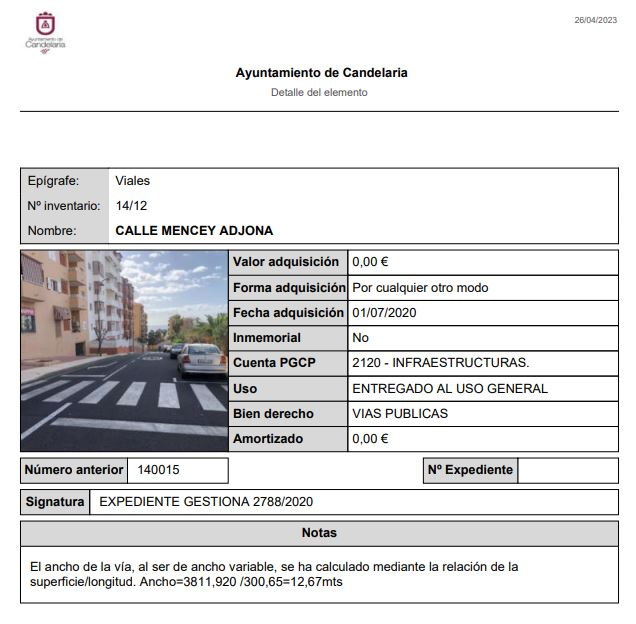 26/04/2023
Ayuntamiento de
Candelaria
Ayuntamiento de Candelaria
Detalle del elemento
Epígrafe: Viales
Nº inventario: 14/12
Nombre: CALLE MENCEY ADJONA
Valor adquisición 0,00 €
Forma adquisición Por cualquier otro modo
Fecha adquisición 01/07/2020
Inmemorial No
Cuenta PGCP 2120 - INFRAESTRUCTURAS.
Uso ENTREGADO AL USO GENERAL
Bien derecho VIAS PUBLICAS
Amortizado 0,00 €
Número anterior 140015
Nº Expediente
Signatura EXPEDIENTE GESTIONA 2788/2020
Notas
El ancho de la vía, al ser de ancho variable, se ha calculado mediante la relación de la
superficie/longitud. Ancho=3811,920 /300,65=12,67mts